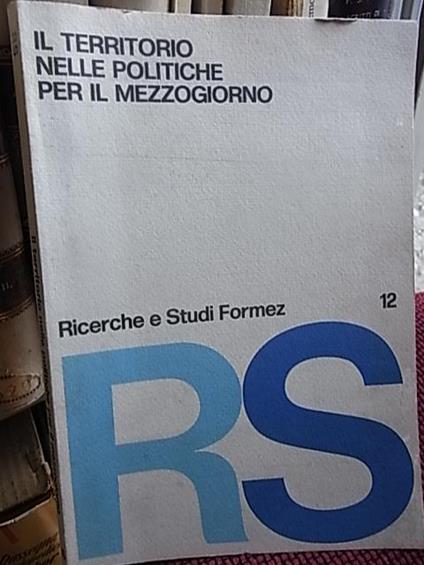 IL TERRITORIO
NELLE POLITICHE
PER IL MEZZOGIORNO
Ricerche e Studi Formez 12
RS